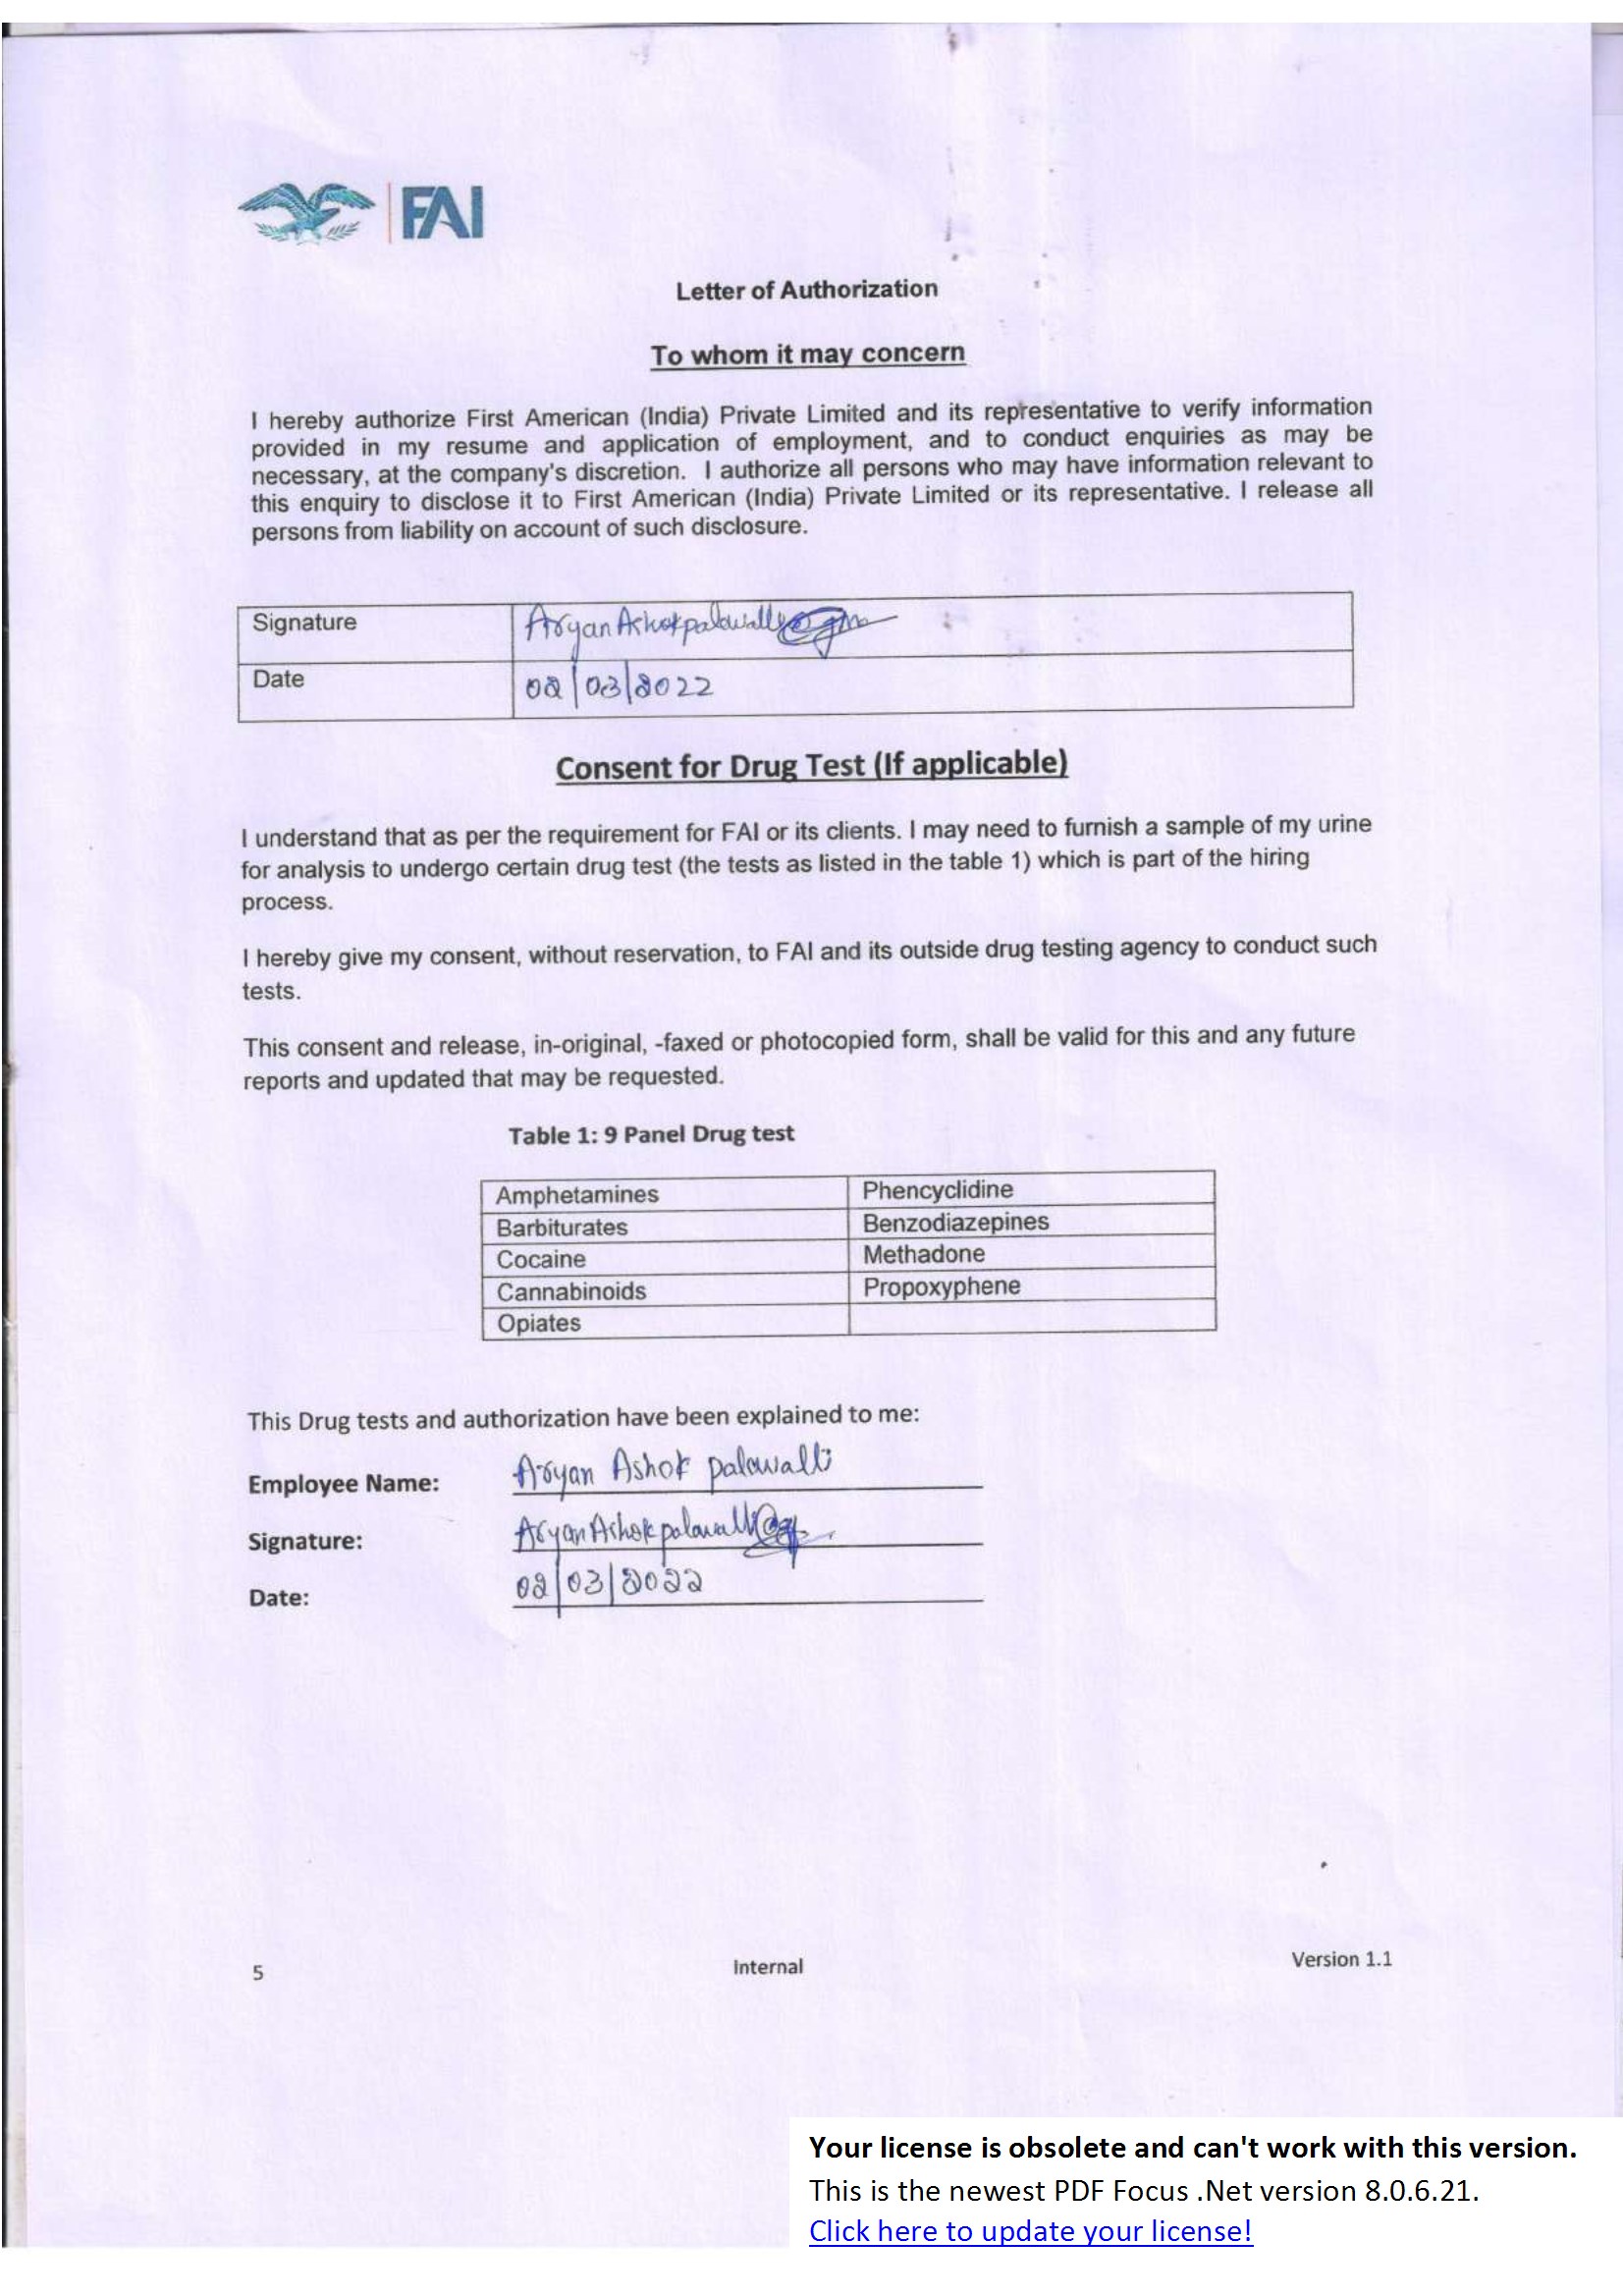 FAI
Letter of Authorization
To whom it may concern
I hereby authorize First American (India) Private Limited and its representative to verify information
provided in my resume and application of employment, and to conduct enquiries as may be
necessary, at the company's discretion. I authorize all persons who may have information relevant to
this enquiry to disclose it to First American (India) Private Limited or its representative. I release all
persons from liability on account of such disclosure.
Signature Aryan Ashok palawalli
Date 02/03/2022
Consent for Drug Test (If applicable)
I understand that as per the requirement for FAI or its clients. I may need to furnish a sample of my urine
for analysis to undergo certain drug test (the tests as listed in the table 1) which is part of the hiring
process.
I hereby give my consent, without reservation, to FAI and its outside drug testing agency to conduct such
tests.
This consent and release, in-original, -faxed or photocopied form, shall be valid for this and any future
reports and updated that may be requested.
Table 1: 9 Panel Drug test
Amphetamines Phencyclidine
Barbiturates Benzodiazepines
Cocaine Methadone
Cannabinoids Propoxyphene
Opiates
This Drug tests and authorization have been explained to me:
Employee Name: Aryan Ashok palawalli
Signature: Aryan Ashok palawalli
Date: 02/03/2022
5 Internal Version 1.1
Your license is obsolete and can't work with this version.
This is the newest PDF Focus .Net version 8.0.6.21.
Click here to update your license!